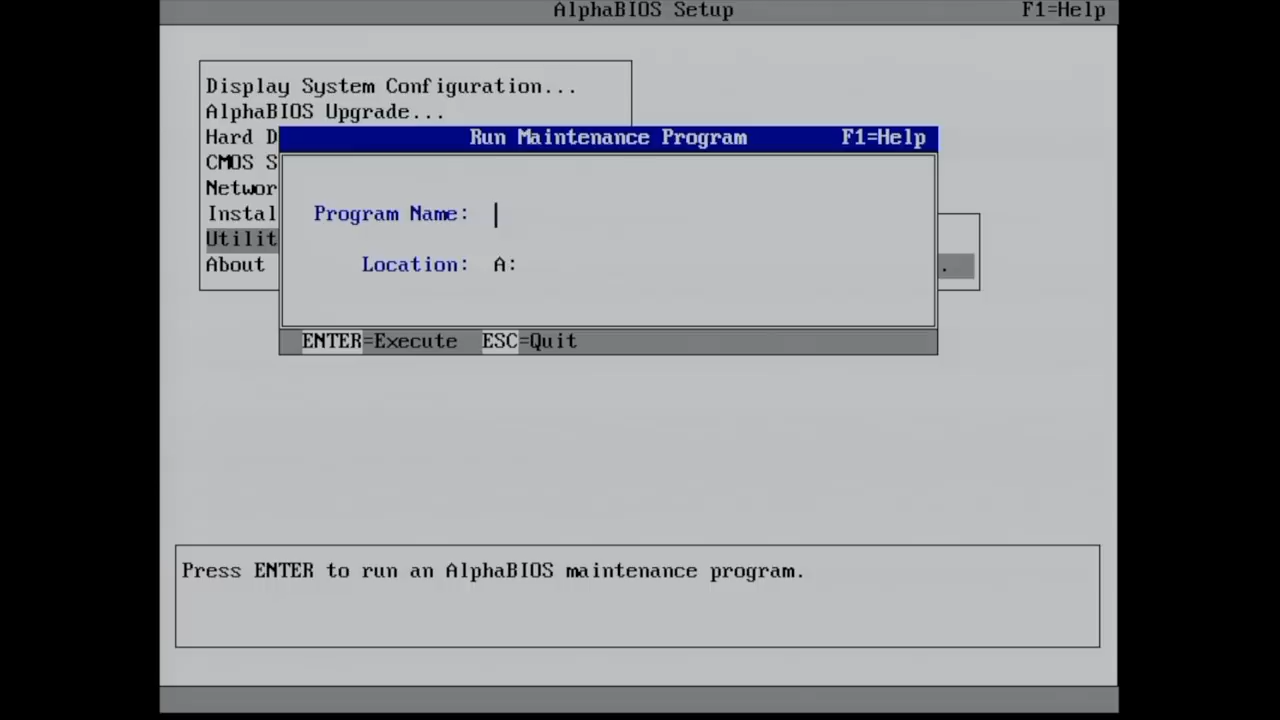 AlphaBIOS Setup F1=Help
Display System Configuration...
AlphaBIOS Upgrade...
Hard D
CMOS S
Networ
Instal
Utilit
About
Run Maintenance Program F1=Help
Program Name:
Location: A:
.
ENTER=Execute ESC=Quit
Press ENTER to run an AlphaBIOS maintenance program.